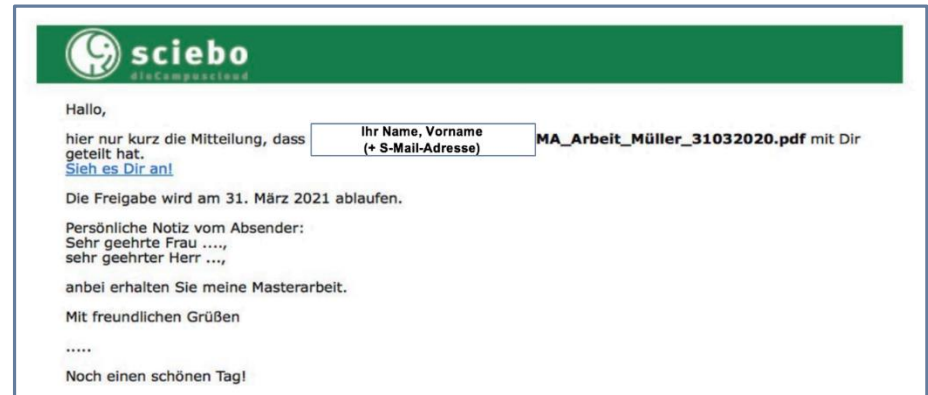 sciebo
dieCampuscloud
Hallo,
hier nur kurz die Mitteilung, dass Ihr Name, Vorname (+ S-Mail-Adresse) MA_Arbeit_Müller_31032020.pdf mit Dir
geteilt hat.
Sieh es Dir an!
Die Freigabe wird am 31. März 2021 ablaufen.
Persönliche Notiz vom Absender:
Sehr geehrte Frau ....,
sehr geehrter Herr ...,
anbei erhalten Sie meine Masterarbeit.
Mit freundlichen Grüßen
.....
Noch einen schönen Tag!